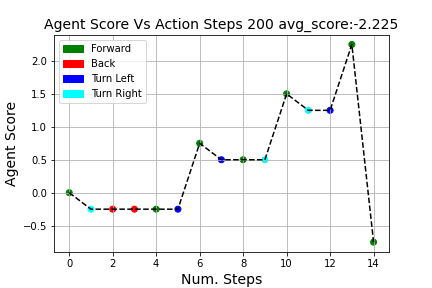 Agent Score Vs Action Steps 200 avg_score:-2.225
Forward
Back
Turn Left
Turn Right
Agent Score
2.0
1.5
1.0
0.5
0.0
−0.5
0 2 4 6 8 10 12 14
Num. Steps